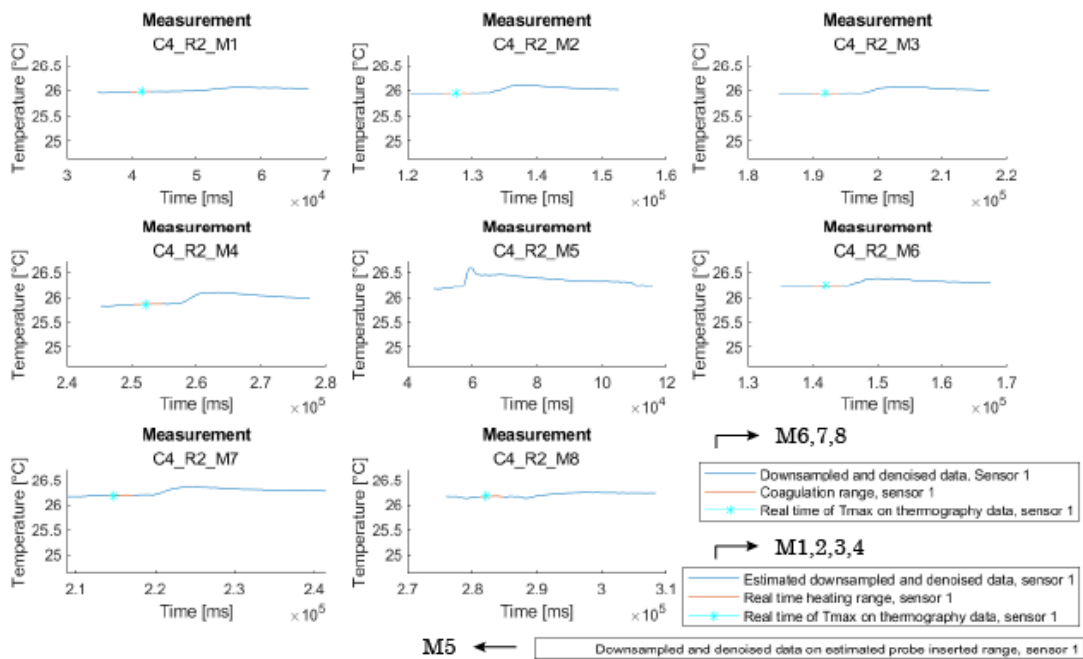 Measurement
C4_R2_M1
Temperature [°C]
26.5
26
25.5
25
3 4 5 6 7
×10^4
Time [ms]
Measurement
C4_R2_M2
Temperature [°C]
26.5
26
25.5
25
1.2 1.3 1.4 1.5 1.6
×10^5
Time [ms]
Measurement
C4_R2_M3
Temperature [°C]
26.5
26
25.5
25
1.8 1.9 2 2.1 2.2
×10^5
Time [ms]
Measurement
C4_R2_M4
Temperature [°C]
26.5
26
25.5
25
2.4 2.5 2.6 2.7 2.8
×10^5
Time [ms]
Measurement
C4_R2_M5
Temperature [°C]
26.5
26
25.5
25
4 6 8 10 12
×10^4
Time [ms]
Measurement
C4_R2_M6
Temperature [°C]
26.5
26
25.5
25
1.3 1.4 1.5 1.6 1.7
×10^5
Time [ms]
Measurement
C4_R2_M7
Temperature [°C]
26.5
26
25.5
25
2.1 2.2 2.3 2.4
×10^5
Time [ms]
Measurement
C4_R2_M8
Temperature [°C]
26.5
26
25.5
25
2.7 2.8 2.9 3 3.1
×10^5
Time [ms]
M6,7,8
Downsampled and denoised data, Sensor 1
Coagulation range, sensor 1
Real time of Tmax on thermography data, sensor 1
M1,2,3,4
Estimated downsampled and denoised data, sensor 1
Real time heating range, sensor 1
Real time of Tmax on thermography data, sensor 1
M5
Downsampled and denoised data on estimated probe inserted range, sensor 1